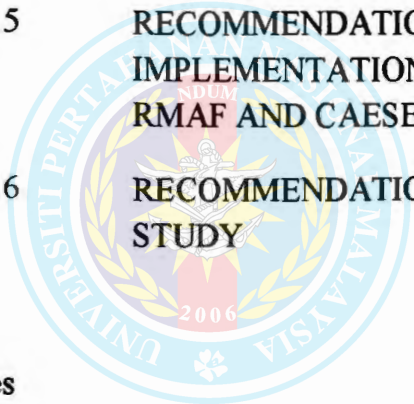 5 RECOMMENDATIO
IMPLEMENTATION
RMAF AND CAESE
6 RECOMMENDATIO
STUDY
es
UNIVERSITI PERTAHANAN NASIONAL MALAYSIA
NDUM
2006